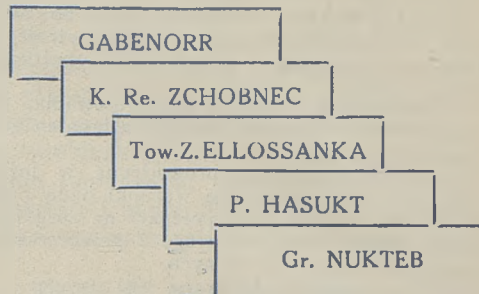 GABENORR
K. Re. ZCHOBNEC
Tow.Z.ELLOSSANKA
P. HASUKT
Gr. NUKTEB